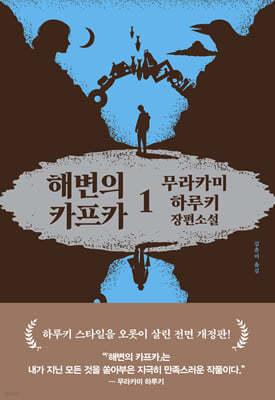 해변의
카프카
1
무라카미
하루키
장편소설
김춘미 옮김
하루키 스타일을 오롯이 살린 전면 개정판!
“『해변의 카프카』는
내가 지닌 모든 것을 쏟아부은 지극히 만족스러운 작품이다.”
— 무라카미 하루키